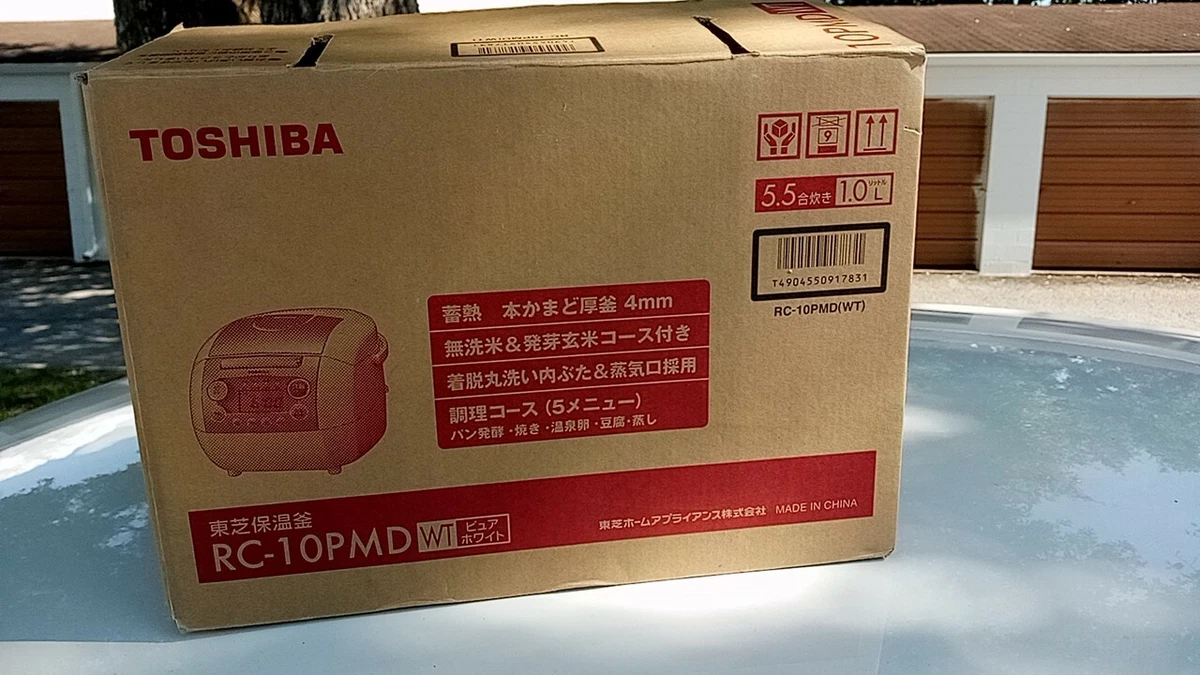 RC-10PMD(WT)
10PMD
TOSHIBA
9
5.5合炊き 1.0リットルL
T4904550917831
RC-10PMD(WT)
蓄熱 本かまど厚釜 4mm
無洗米&発芽玄米コース付き
着脱丸洗い内ぶた&蒸気口採用
調理コース(5メニュー)
パン発酵・焼き・温泉卵・豆腐・蒸し
東芝保温釜
RC-10PMD WT ピュアホワイト
東芝ホームアプライアンス株式会社 MADE IN CHINA